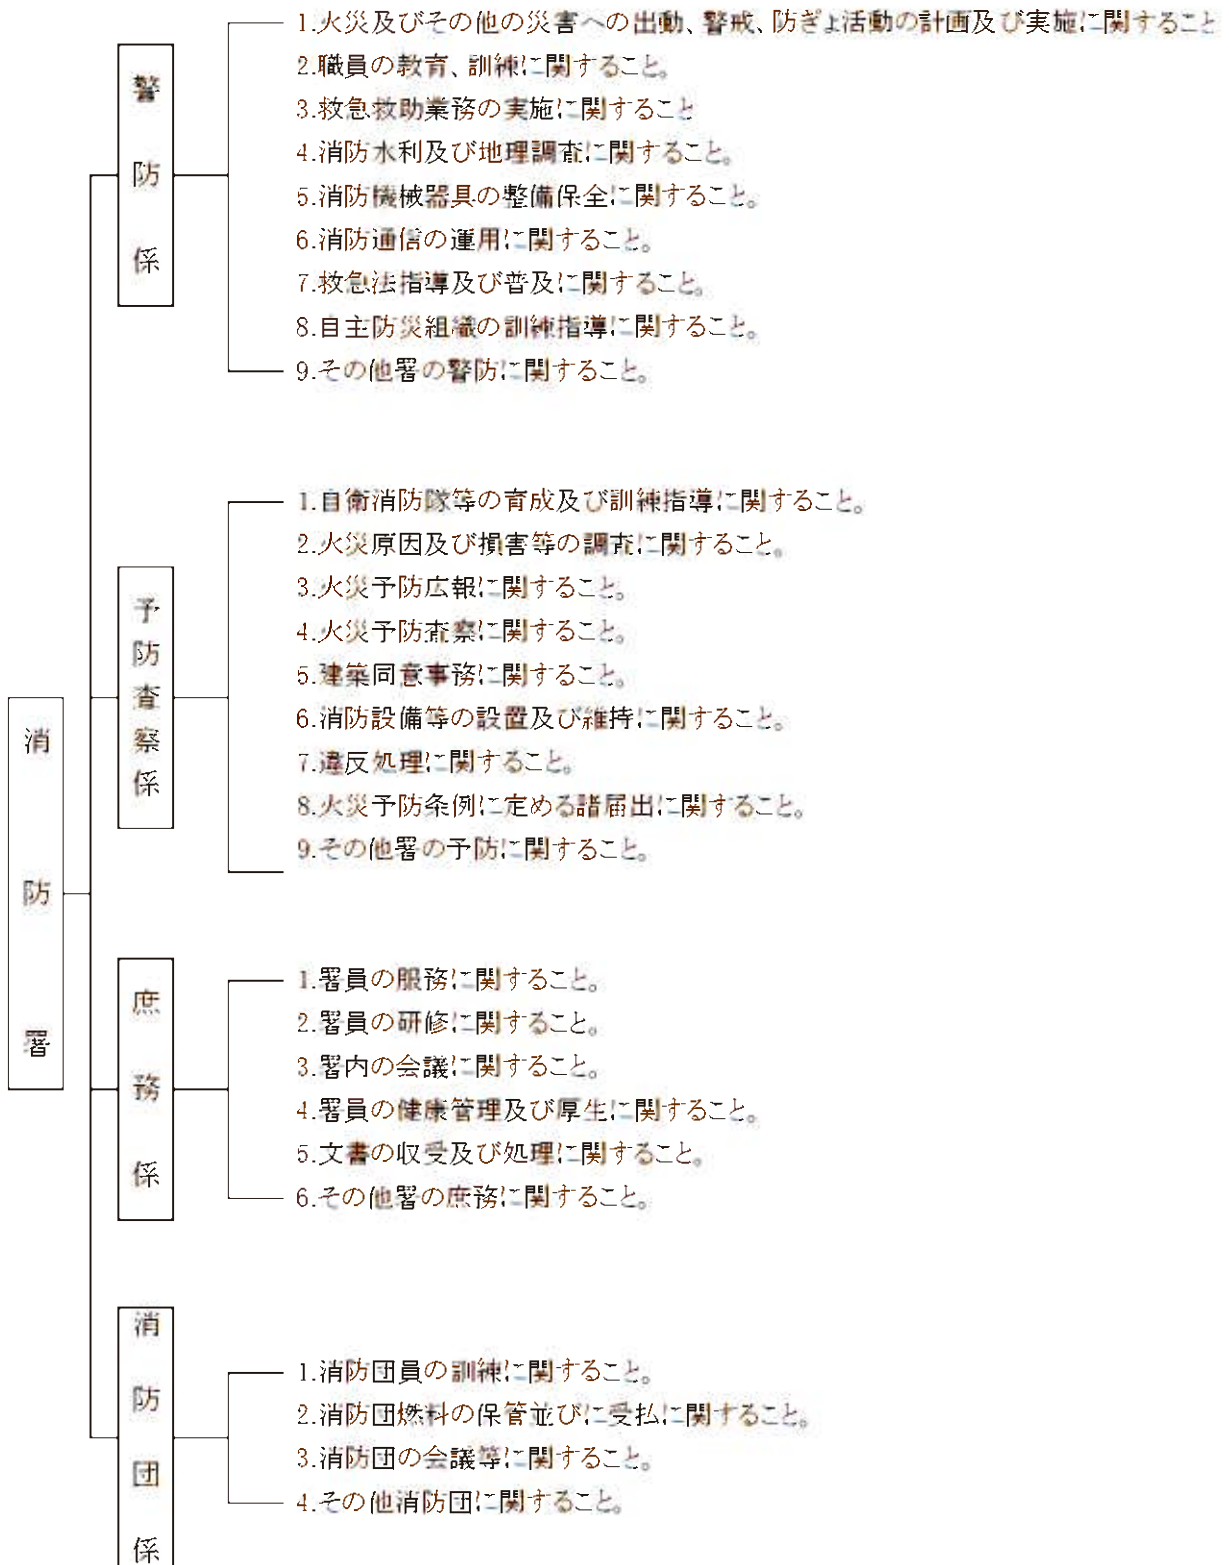 消防署
警防係
1.火災及びその他の災害への出動、警戒、防ぎょ活動の計画及び実施に関すること
2.職員の教育、訓練に関すること。
3.救急救助業務の実施に関すること
4.消防水利及び地理調査に関すること。
5.消防機械器具の整備保全に関すること。
6.消防通信の運用に関すること。
7.救急法指導及び普及に関すること。
8.自主防災組織の訓練指導に関すること。
9.その他署の警防に関すること。
予防査察係
1.自衛消防隊等の育成及び訓練指導に関すること。
2.火災原因及び損害等の調査に関すること。
3.火災予防広報に関すること。
4.火災予防査察に関すること。
5.建築同意事務に関すること。
6.消防設備等の設置及び維持に関すること。
7.違反処理に関すること。
8.火災予防条例に定める諸届出に関すること。
9.その他署の予防に関すること。
庶務係
1.署員の服務に関すること。
2.署員の研修に関すること。
3.署内の会議に関すること。
4.署員の健康管理及び厚生に関すること。
5.文書の収受及び処理に関すること。
6.その他署の庶務に関すること。
消防団係
1.消防団員の訓練に関すること。
2.消防団燃料の保管並びに受払に関すること。
3.消防団の会議等に関すること。
4.その他消防団に関すること。